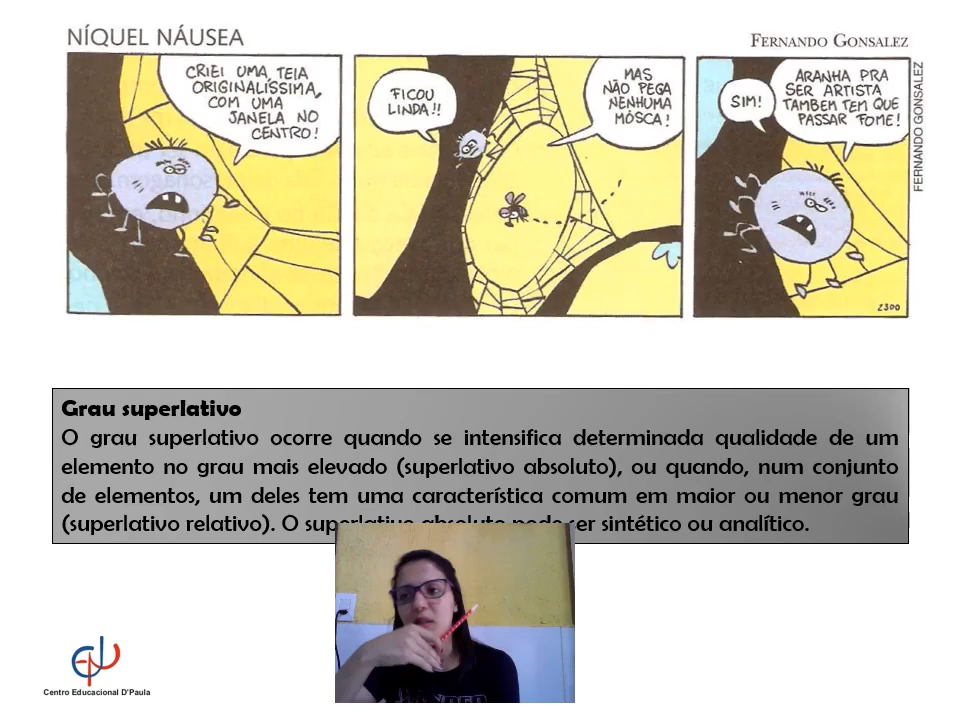 NÍQUEL NÁUSEA
FERNANDO GONSALEZ
CRIEI UMA TEIA
ORIGINALÍSSIMA,
COM UMA
JANELA NO
CENTRO!
FICOU
LINDA!!
MAS
NÃO PEGA
NENHUMA
MOSCA!
SIM!
ARANHA PRA
SER ARTISTA
TAMBEM TEM QUE
PASSAR FOME!
FERNANDO GONSALEZ
2300
Grau superlativo
O grau superlativo ocorre quando se intensifica determinada qualidade de um
elemento no grau mais elevado (superlativo absoluto), ou quando, num conjunto
de elementos, um deles tem uma característica comum em maior ou menor grau
(superlativo relativo). O superlativo absoluto pode ser sintético ou analítico.
Centro Educacional D'Paula